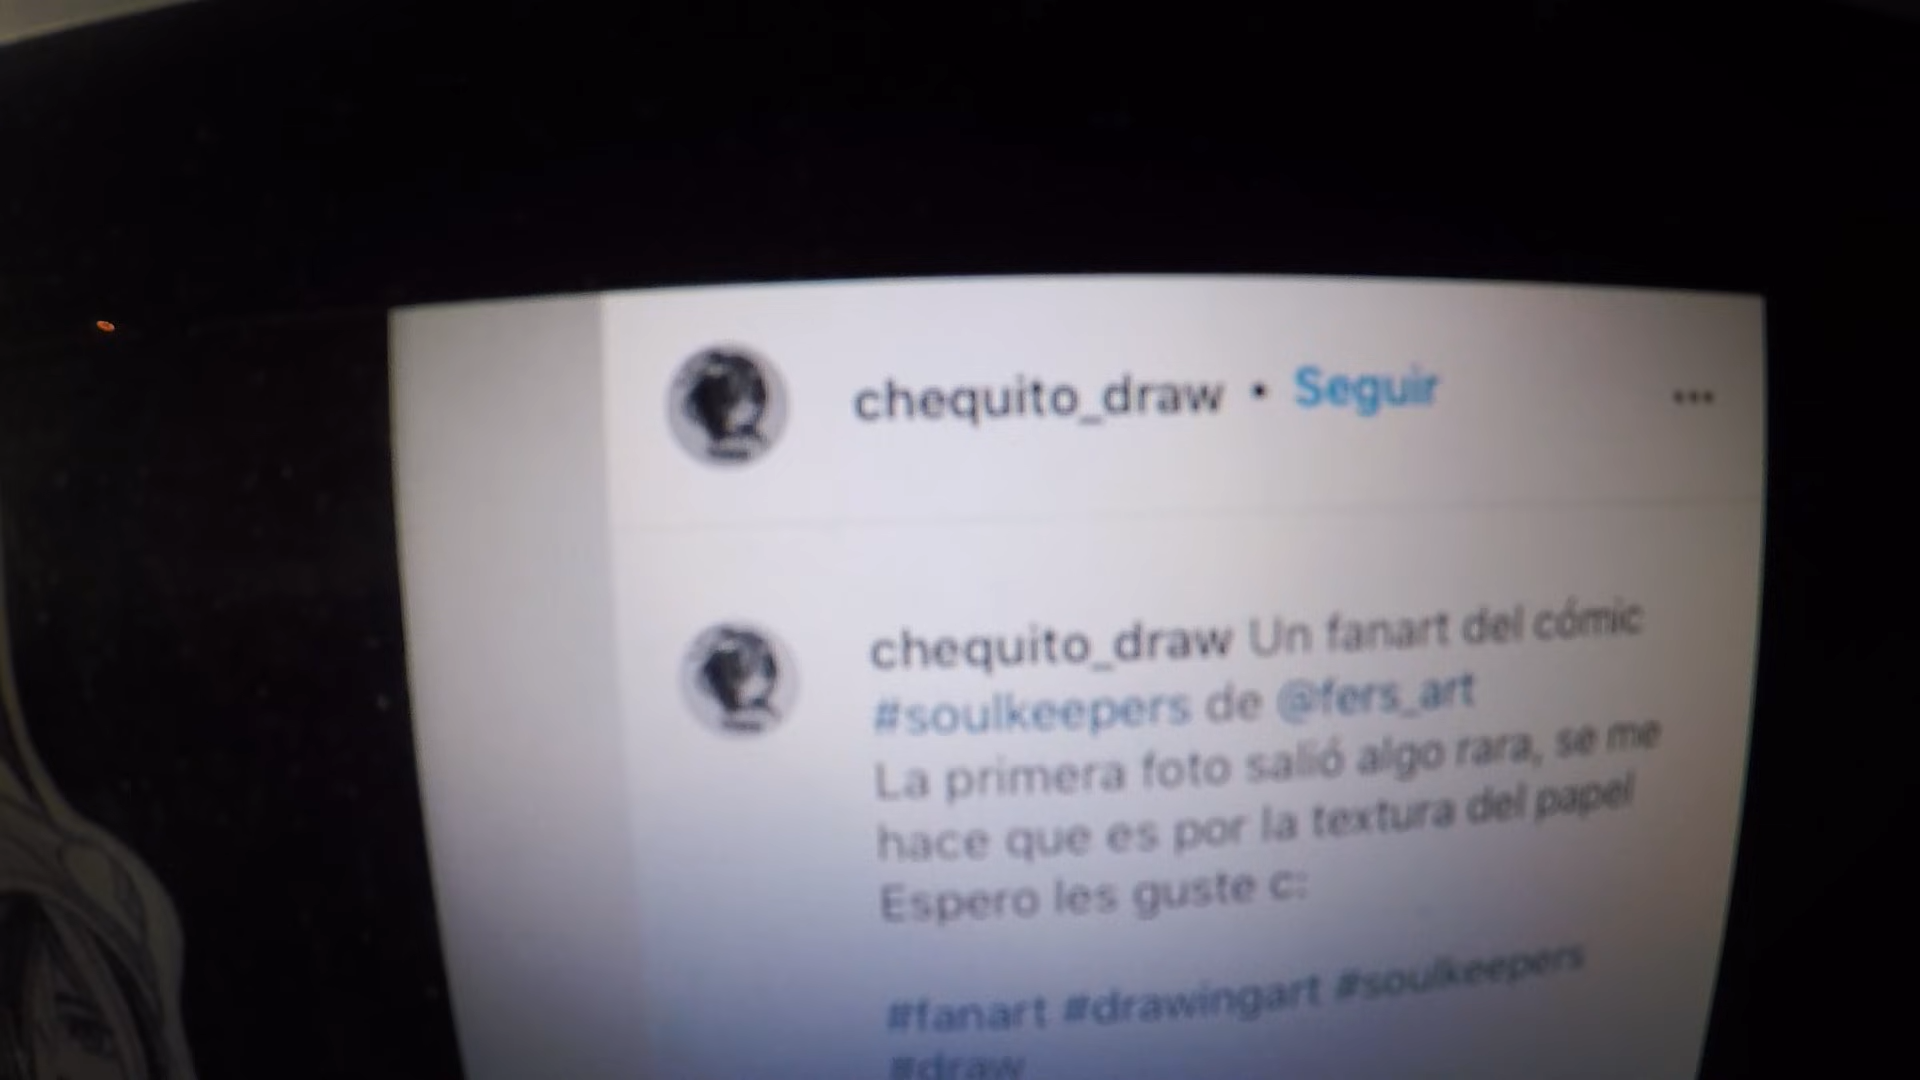 chequito_draw • Seguir ...
chequito_draw Un fanart del cómic
#soulkeepers de @fers_art
La primera foto salió algo rara, se me
hace que es por la textura del papel
Espero les guste c:
#fanart #drawingart #soulkeepers
#draw